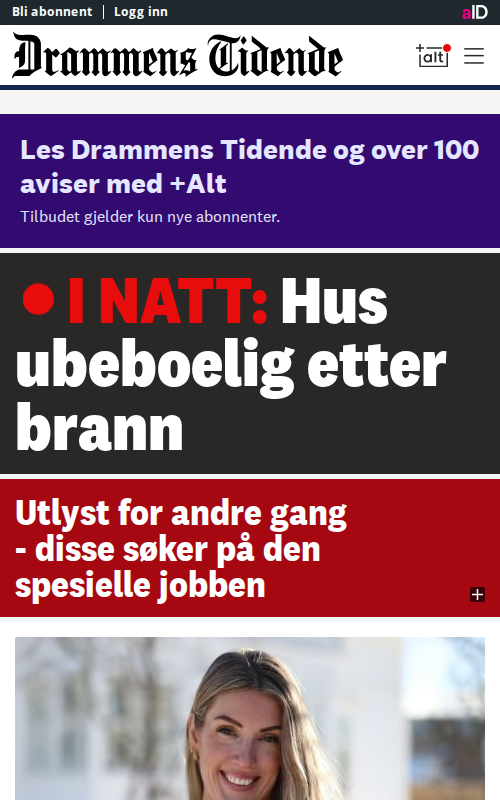 Bli abonnent | Logg inn
aID
Drammens Tidende
+alt
Les Drammens Tidende og over 100
aviser med +Alt
Tilbudet gjelder kun nye abonnenter.
I NATT: Hus
ubeboelig etter
brann
Utlyst for andre gang
- disse søker på den
spesielle jobben
+